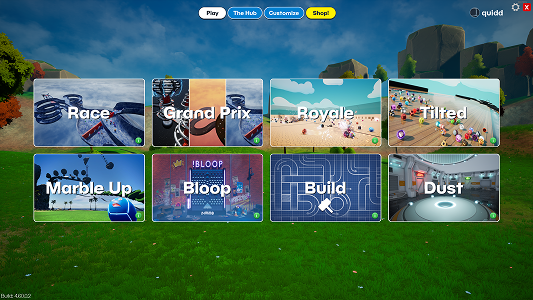 Play The Hub Customize Shop!
quidd
X
Race Grand Prix Royale Tilted
Marble Up Bloop Build Dust
!BLOOP